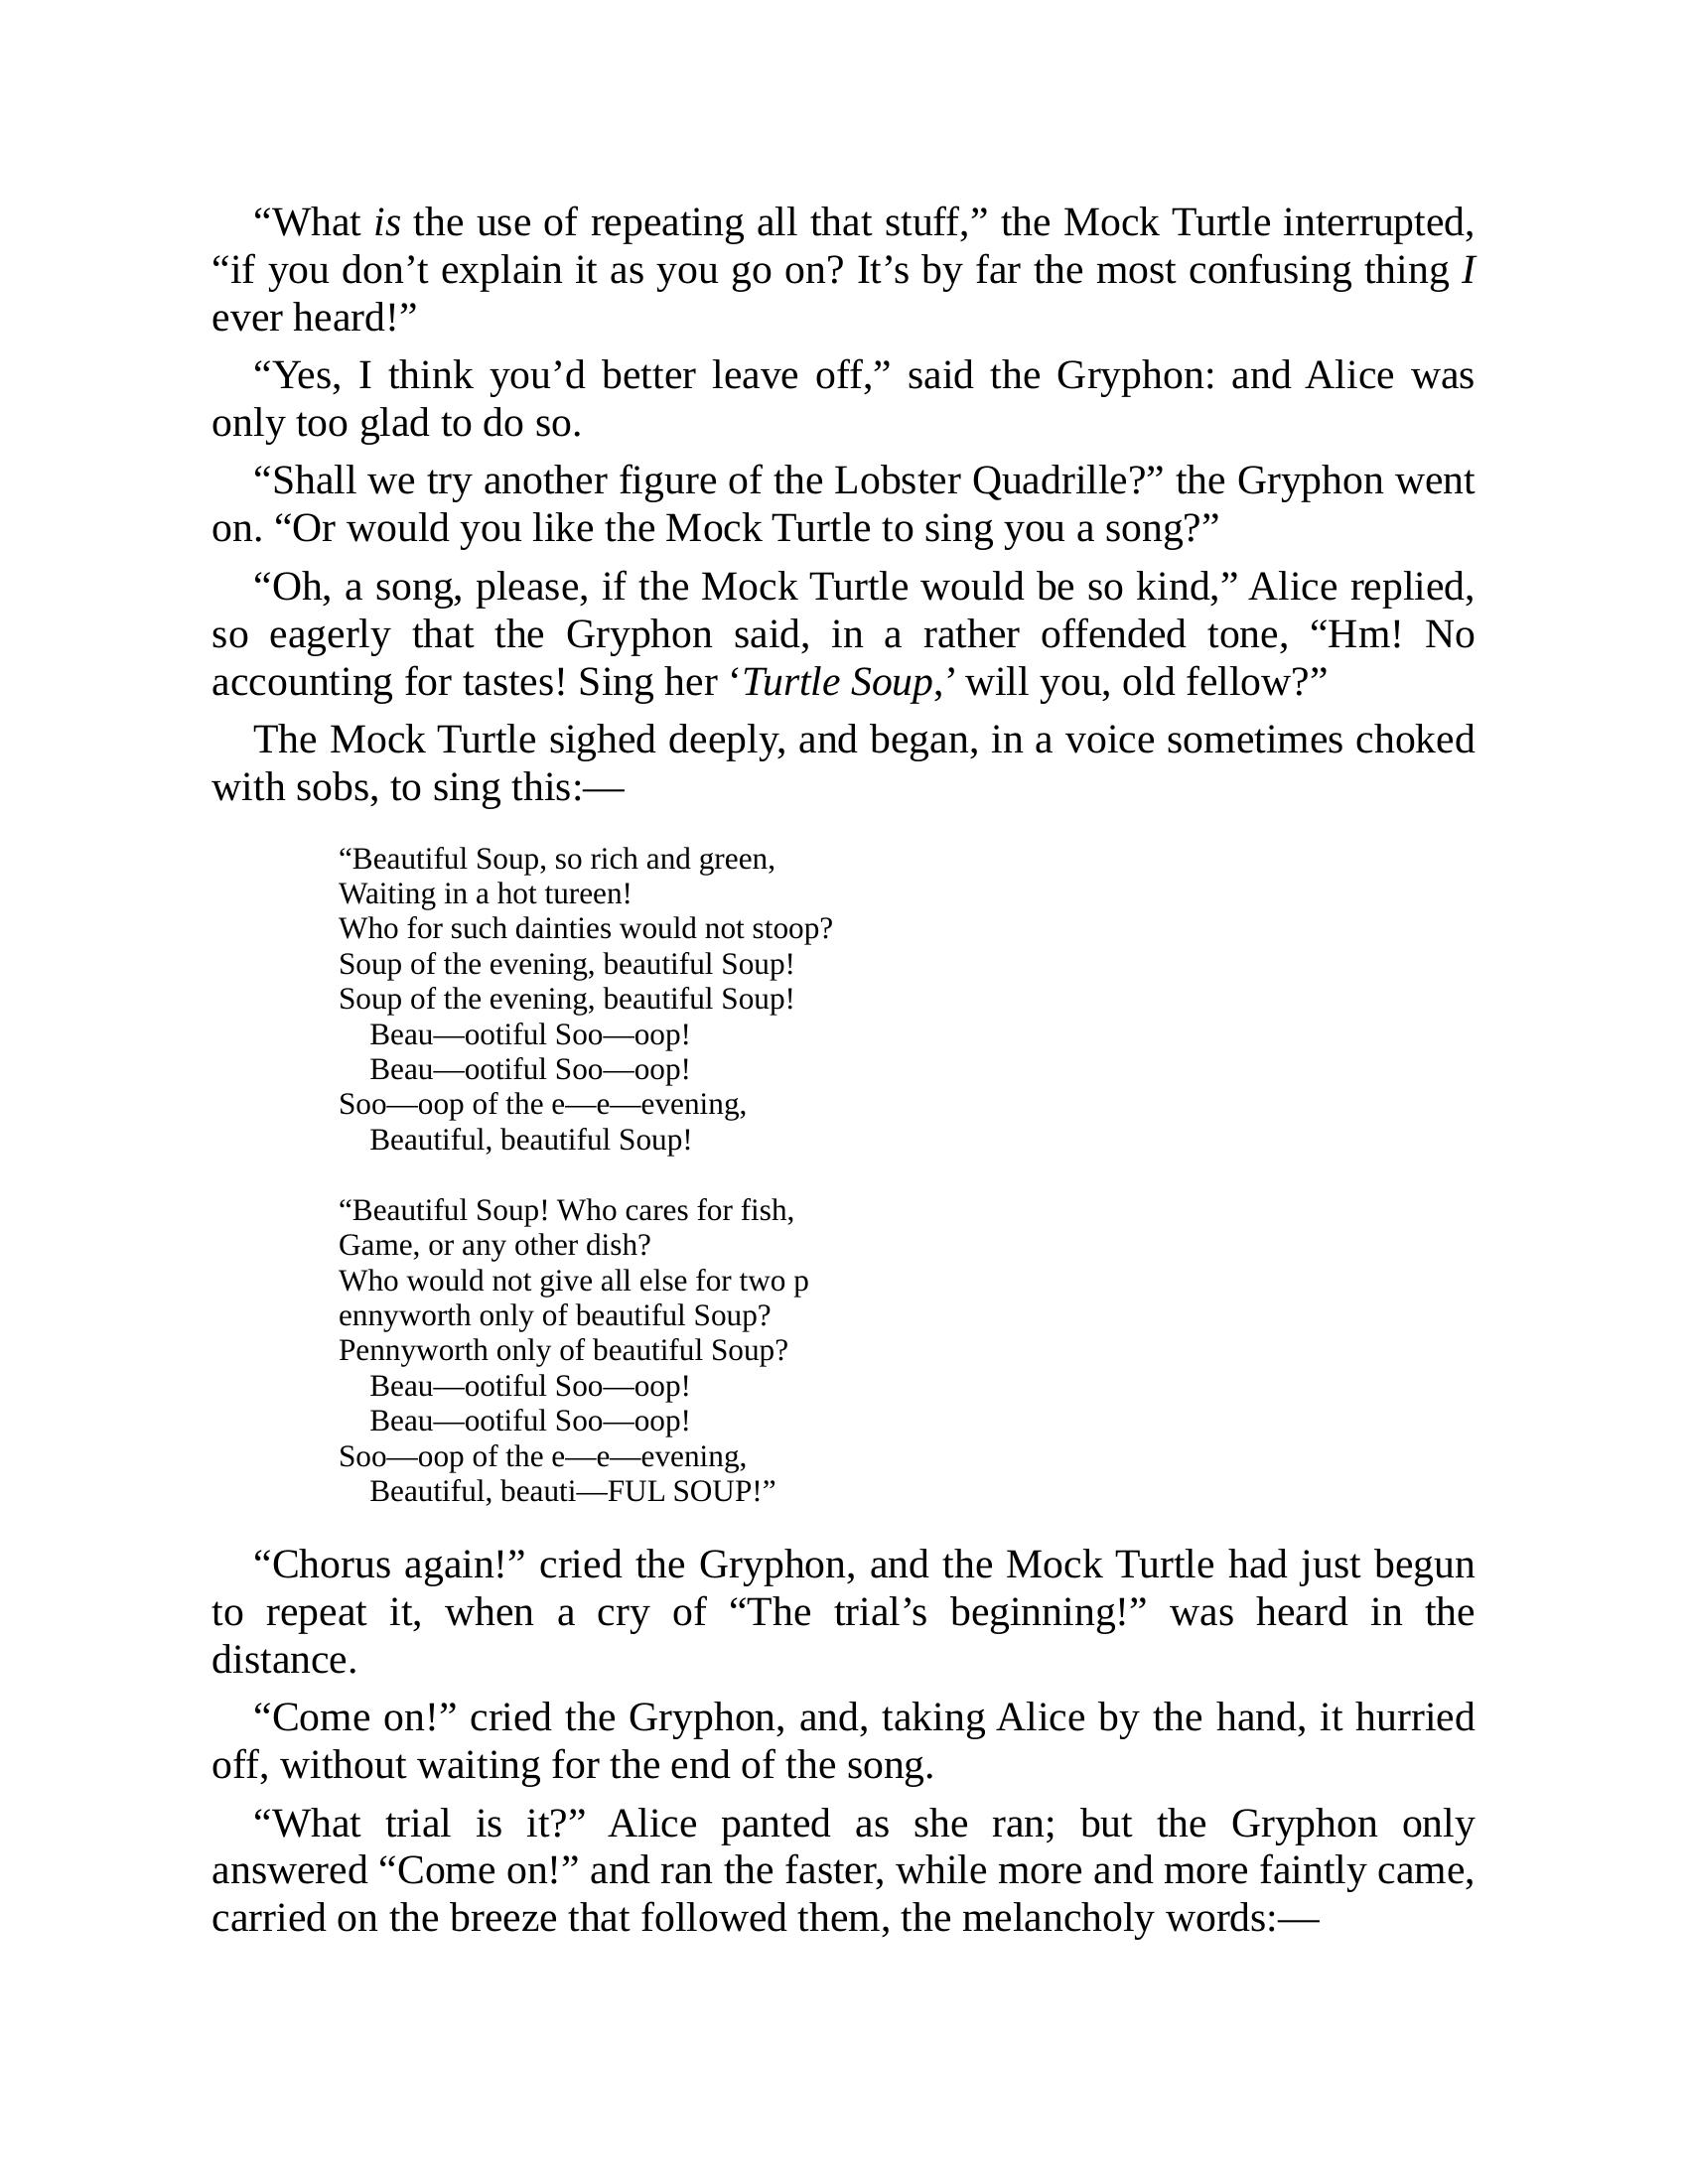 “What is the use of repeating all that stuff,” the Mock Turtle interrupted,
“if you don’t explain it as you go on? It’s by far the most confusing thing I
ever heard!”
“Yes, I think you’d better leave off,” said the Gryphon: and Alice was
only too glad to do so.
“Shall we try another figure of the Lobster Quadrille?” the Gryphon went
on. “Or would you like the Mock Turtle to sing you a song?”
“Oh, a song, please, if the Mock Turtle would be so kind,” Alice replied,
so eagerly that the Gryphon said, in a rather offended tone, “Hm! No
accounting for tastes! Sing her ‘Turtle Soup,’ will you, old fellow?”
The Mock Turtle sighed deeply, and began, in a voice sometimes choked
with sobs, to sing this:—
“Beautiful Soup, so rich and green,
Waiting in a hot tureen!
Who for such dainties would not stoop?
Soup of the evening, beautiful Soup!
Soup of the evening, beautiful Soup!
Beau—ootiful Soo—oop!
Beau—ootiful Soo—oop!
Soo—oop of the e—e—evening,
Beautiful, beautiful Soup!
“Beautiful Soup! Who cares for fish,
Game, or any other dish?
Who would not give all else for two p
ennyworth only of beautiful Soup?
Pennyworth only of beautiful Soup?
Beau—ootiful Soo—oop!
Beau—ootiful Soo—oop!
Soo—oop of the e—e—evening,
Beautiful, beauti—FUL SOUP!”
“Chorus again!” cried the Gryphon, and the Mock Turtle had just begun
to repeat it, when a cry of “The trial’s beginning!” was heard in the
distance.
“Come on!” cried the Gryphon, and, taking Alice by the hand, it hurried
off, without waiting for the end of the song.
“What trial is it?” Alice panted as she ran; but the Gryphon only
answered “Come on!” and ran the faster, while more and more faintly came,
carried on the breeze that followed them, the melancholy words:—